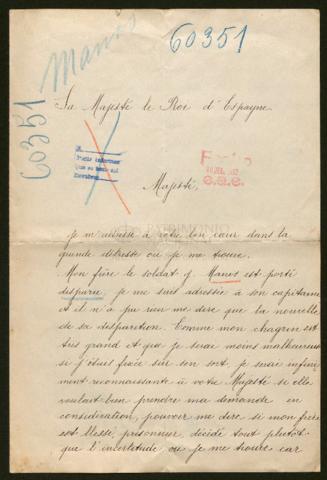 60351
Manus
60351
Sa Majesté le Roi d'Espagne
Majesté,
je m'adresse à votre bon cœur dans la
grande détresse où je me trouve.
Mon frère le soldat J. Manus est porté
disparu, je me suis adressée à son capitaine
et il n'a pu rien me dire que la nouvelle
de sa disparition. Comme mon chagrin est
très grand et que je serai moins malheureuse
si j'étais fixée sur son sort, je serai infini
ment reconnaissante à votre Majesté si elle
voulait bien prendre ma demande en
considération, pouvoir me dire si mon frère
est blessé, prisonnier, décédé tout plutôt
que l'incertitude où je me trouve car